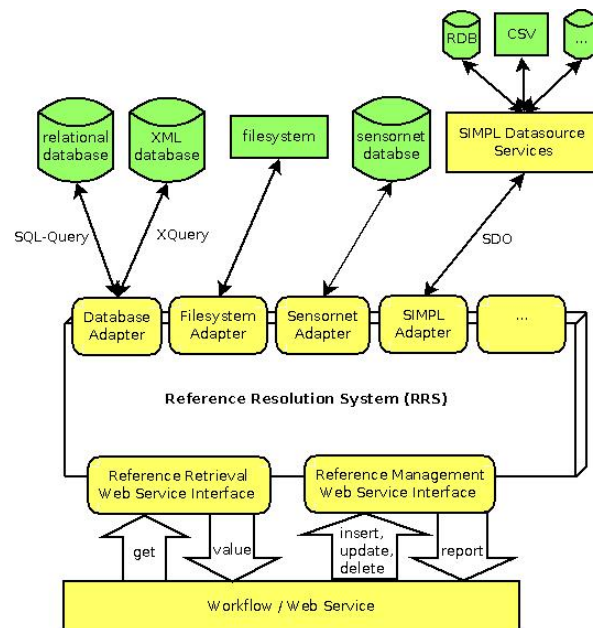 RDB
CSV
...
relational
database
XML
database
filesystem
sensornet
databse
SIMPL Datasource
Services
SQL-Query
XQuery
SDO
Database
Adapter
Filesystem
Adapter
Sensornet
Adapter
SIMPL
Adapter
...
Reference Resolution System (RRS)
Reference Retrieval
Web Service Interface
Reference Management
Web Service Interface
get
value
insert,
update,
delete
report
Workflow / Web Service